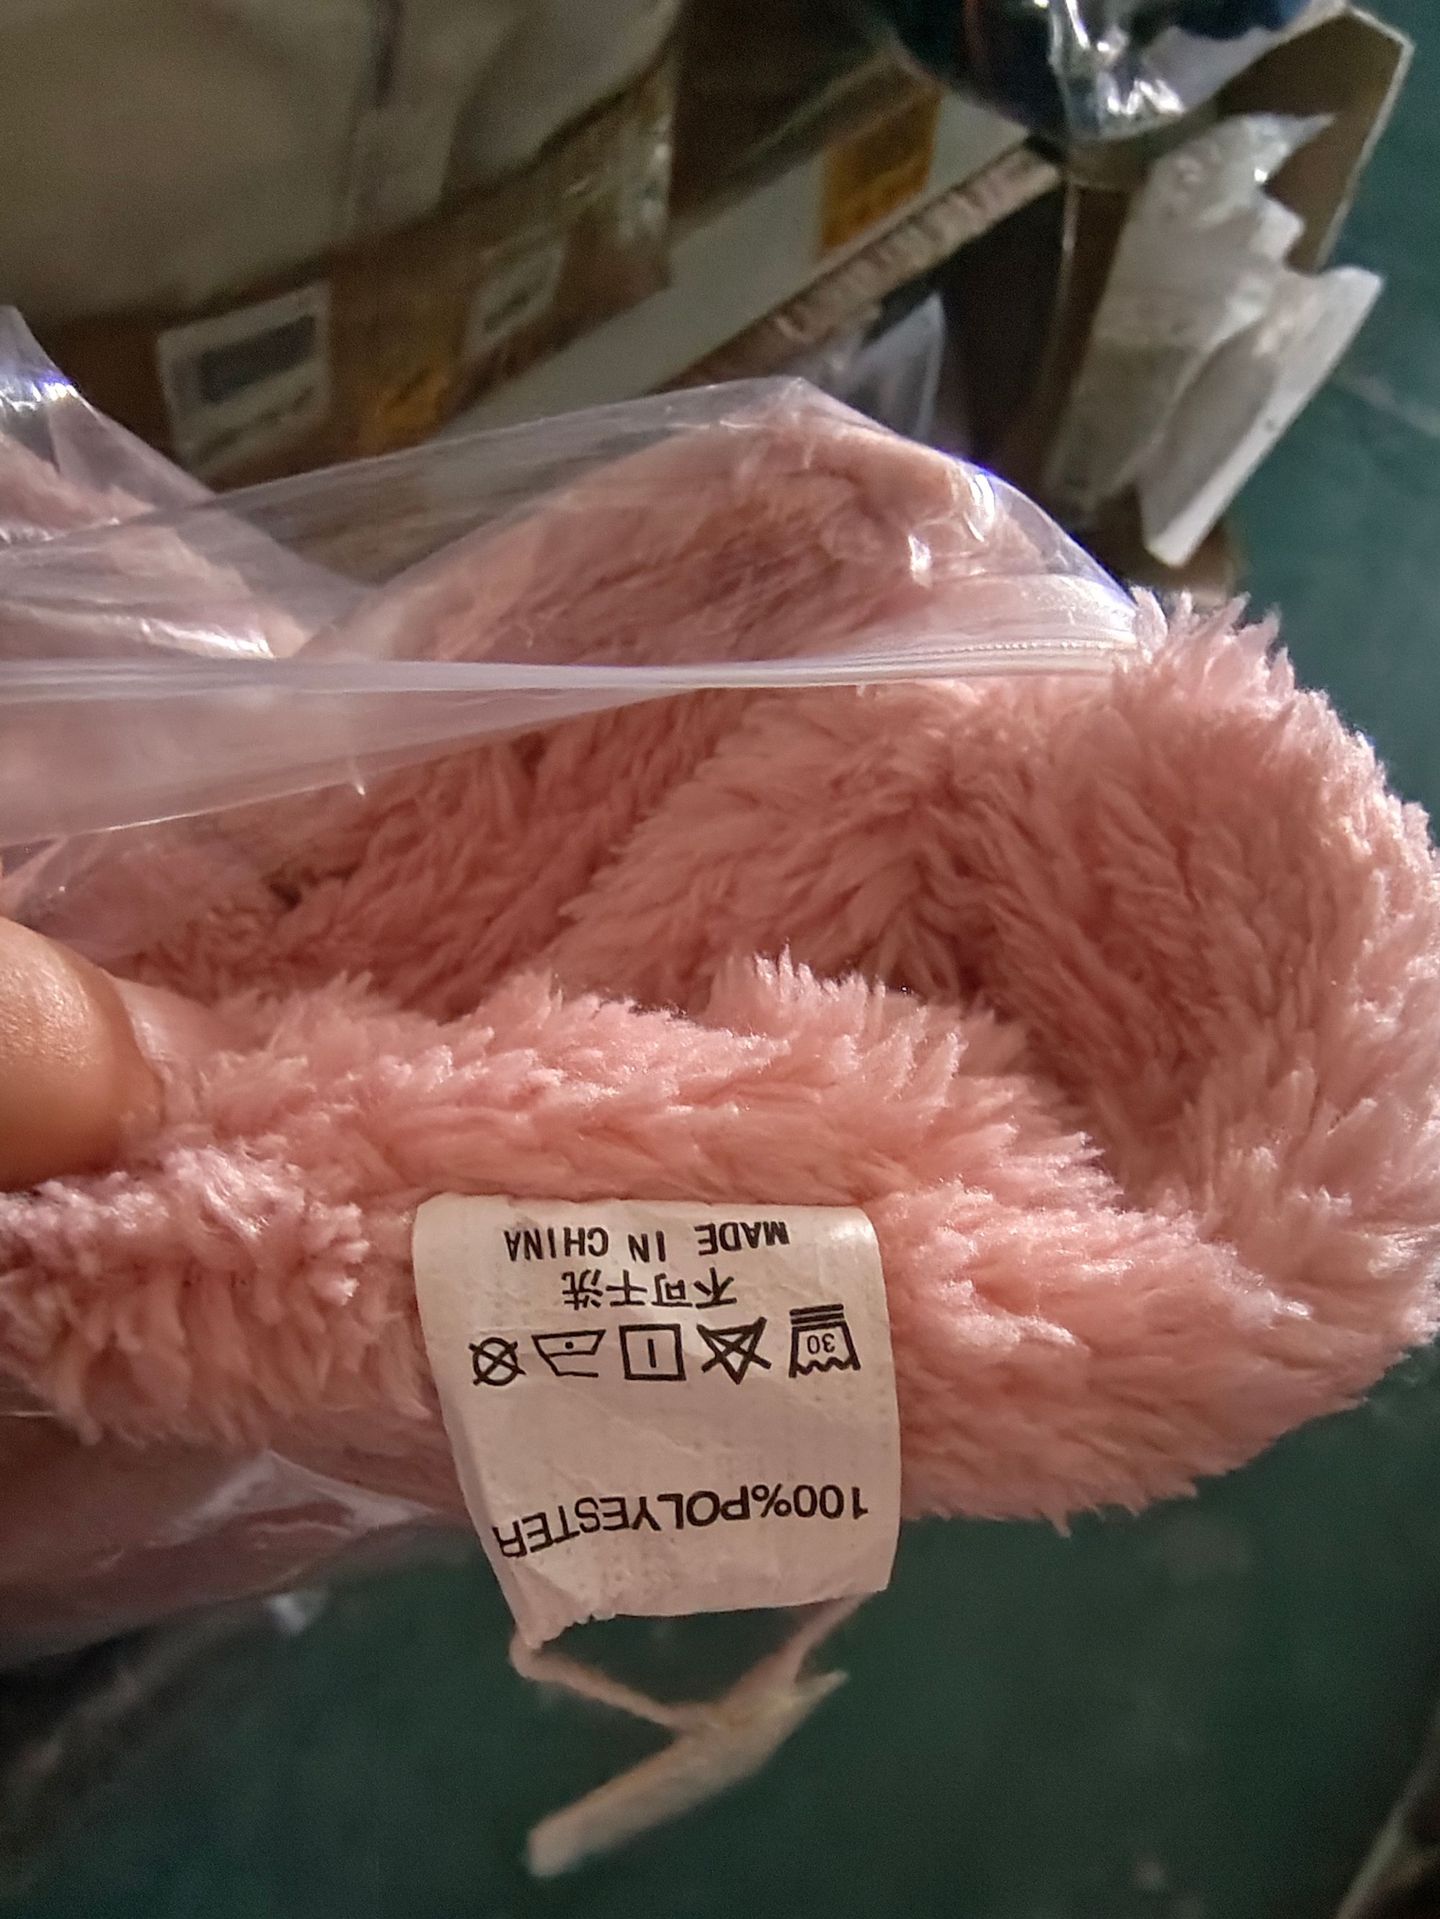 100%POLYESTER
30
不可干洗
MADE IN CHINA